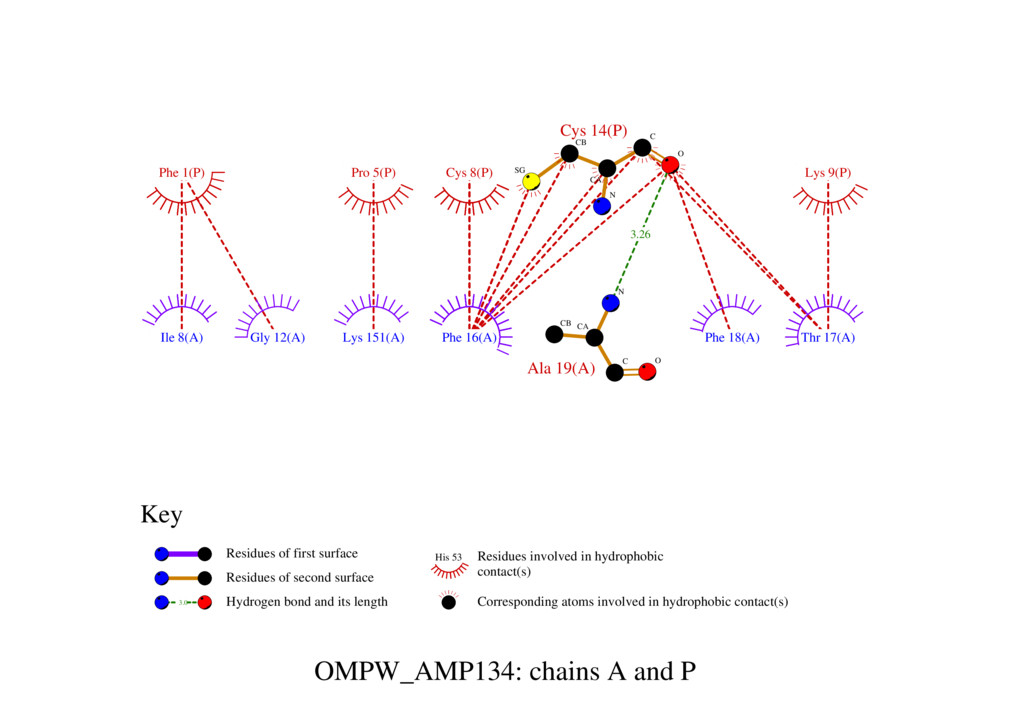 Cys 14(P)
C
CB
O
SG
Phe 1(P)
Pro 5(P)
Cys 8(P)
Lys 9(P)
CA
N
3.26
N
CB
CA
Ile 8(A)
Gly 12(A)
Lys 151(A)
Phe 16(A)
Phe 18(A)
Thr 17(A)
C
O
Ala 19(A)
Key
Residues of first surface
His 53
Residues involved in hydrophobic
contact(s)
Residues of second surface
3.0
Hydrogen bond and its length
Corresponding atoms involved in hydrophobic contact(s)
OMPW_AMP134: chains A and P